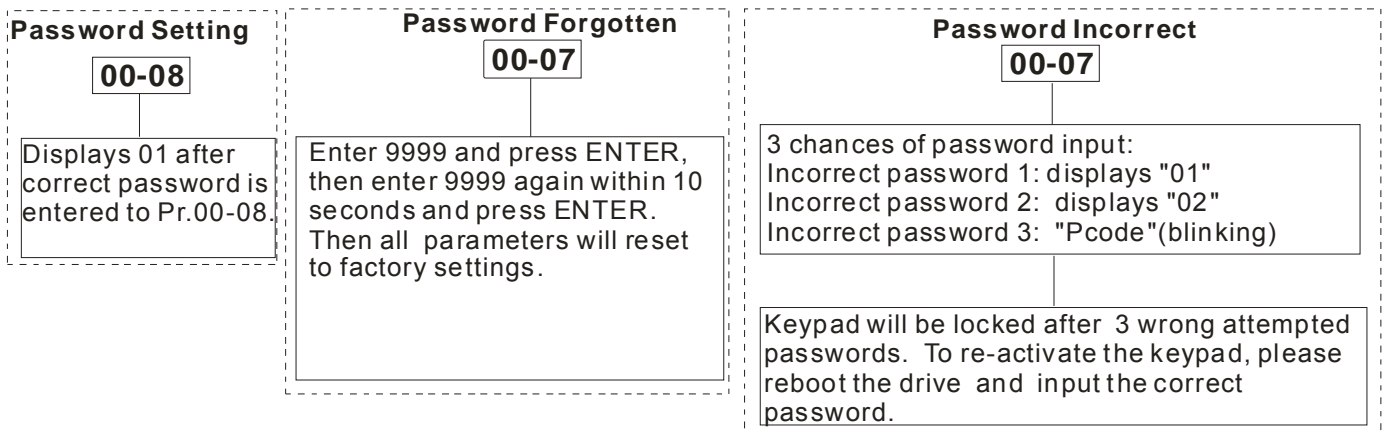 Password Setting
00-08
Displays 01 after
correct password is
entered to Pr.00-08.
Password Forgotten
00-07
Enter 9999 and press ENTER,
then enter 9999 again within 10
seconds and press ENTER.
Then all parameters will reset
to factory settings.
Password Incorrect
00-07
3 chances of password input:
Incorrect password 1: displays "01"
Incorrect password 2: displays "02"
Incorrect password 3: "Pcode"(blinking)
Keypad will be locked after 3 wrong attempted
passwords. To re-activate the keypad, please
reboot the drive and input the correct
password.